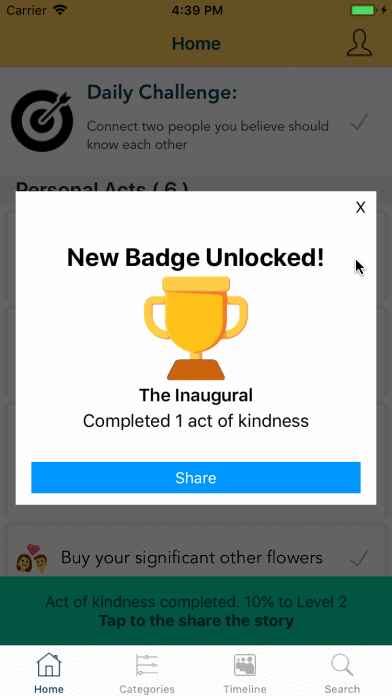 Carrier
4:39 PM
Home
Daily Challenge:
Connect two people you believe should
know each other
Personal Acts ( 6 )
X
New Badge Unlocked!
The Inaugural
Completed 1 act of kindness
Share
Buy your significant other flowers
Act of kindness completed. 10% to Level 2
Tap to the share the story
Home
Categories
Timeline
Search